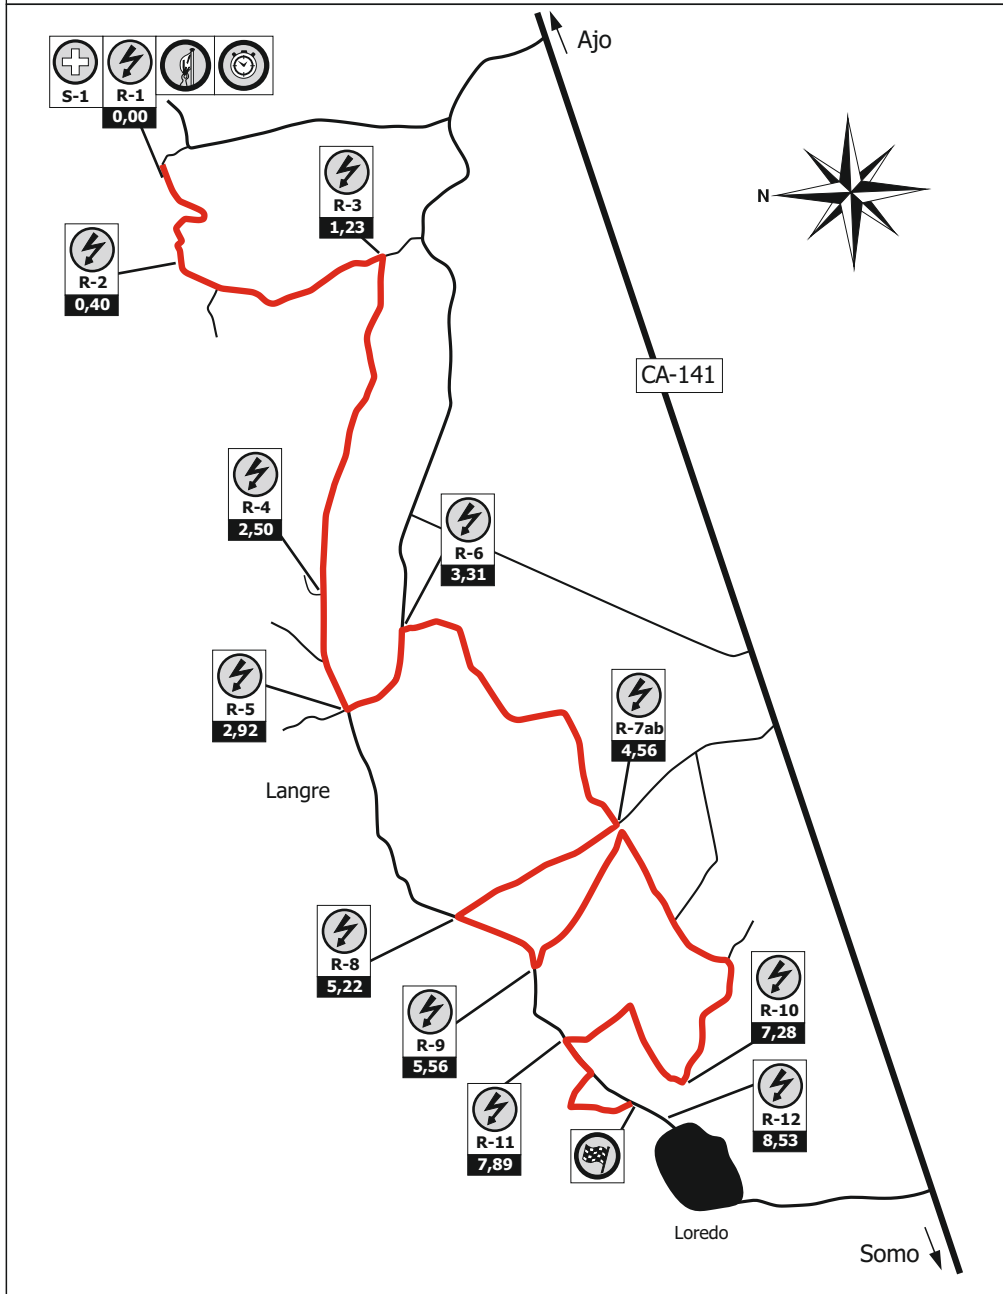 Ajo
S-1
R-1
0,00
N
R-3
1,23
R-2
0,40
CA-141
R-4
2,50
R-6
3,31
R-5
2,92
R-7ab
4,56
Langre
R-8
5,22
R-10
7,28
R-9
5,56
R-12
8,53
R-11
7,89
Loredo
Somo